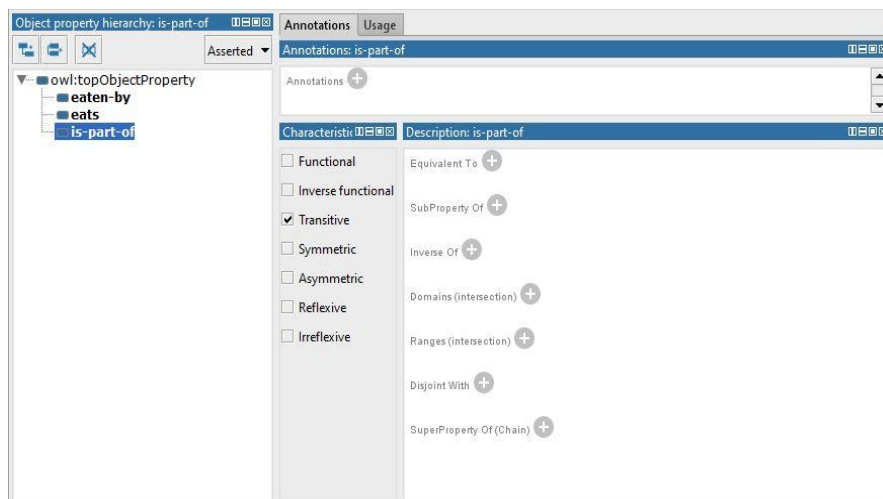 Object property hierarchy: is-part-of
Asserted
owl:topObjectProperty
eaten-by
eats
is-part-of
Annotations Usage
Annotations: is-part-of
Annotations
Characteristic
Functional
Inverse functional
Transitive
Symmetric
Asymmetric
Reflexive
Irreflexive
Description: is-part-of
Equivalent To
SubProperty Of
Inverse Of
Domains (intersection)
Ranges (intersection)
Disjoint With
SuperProperty Of (Chain)